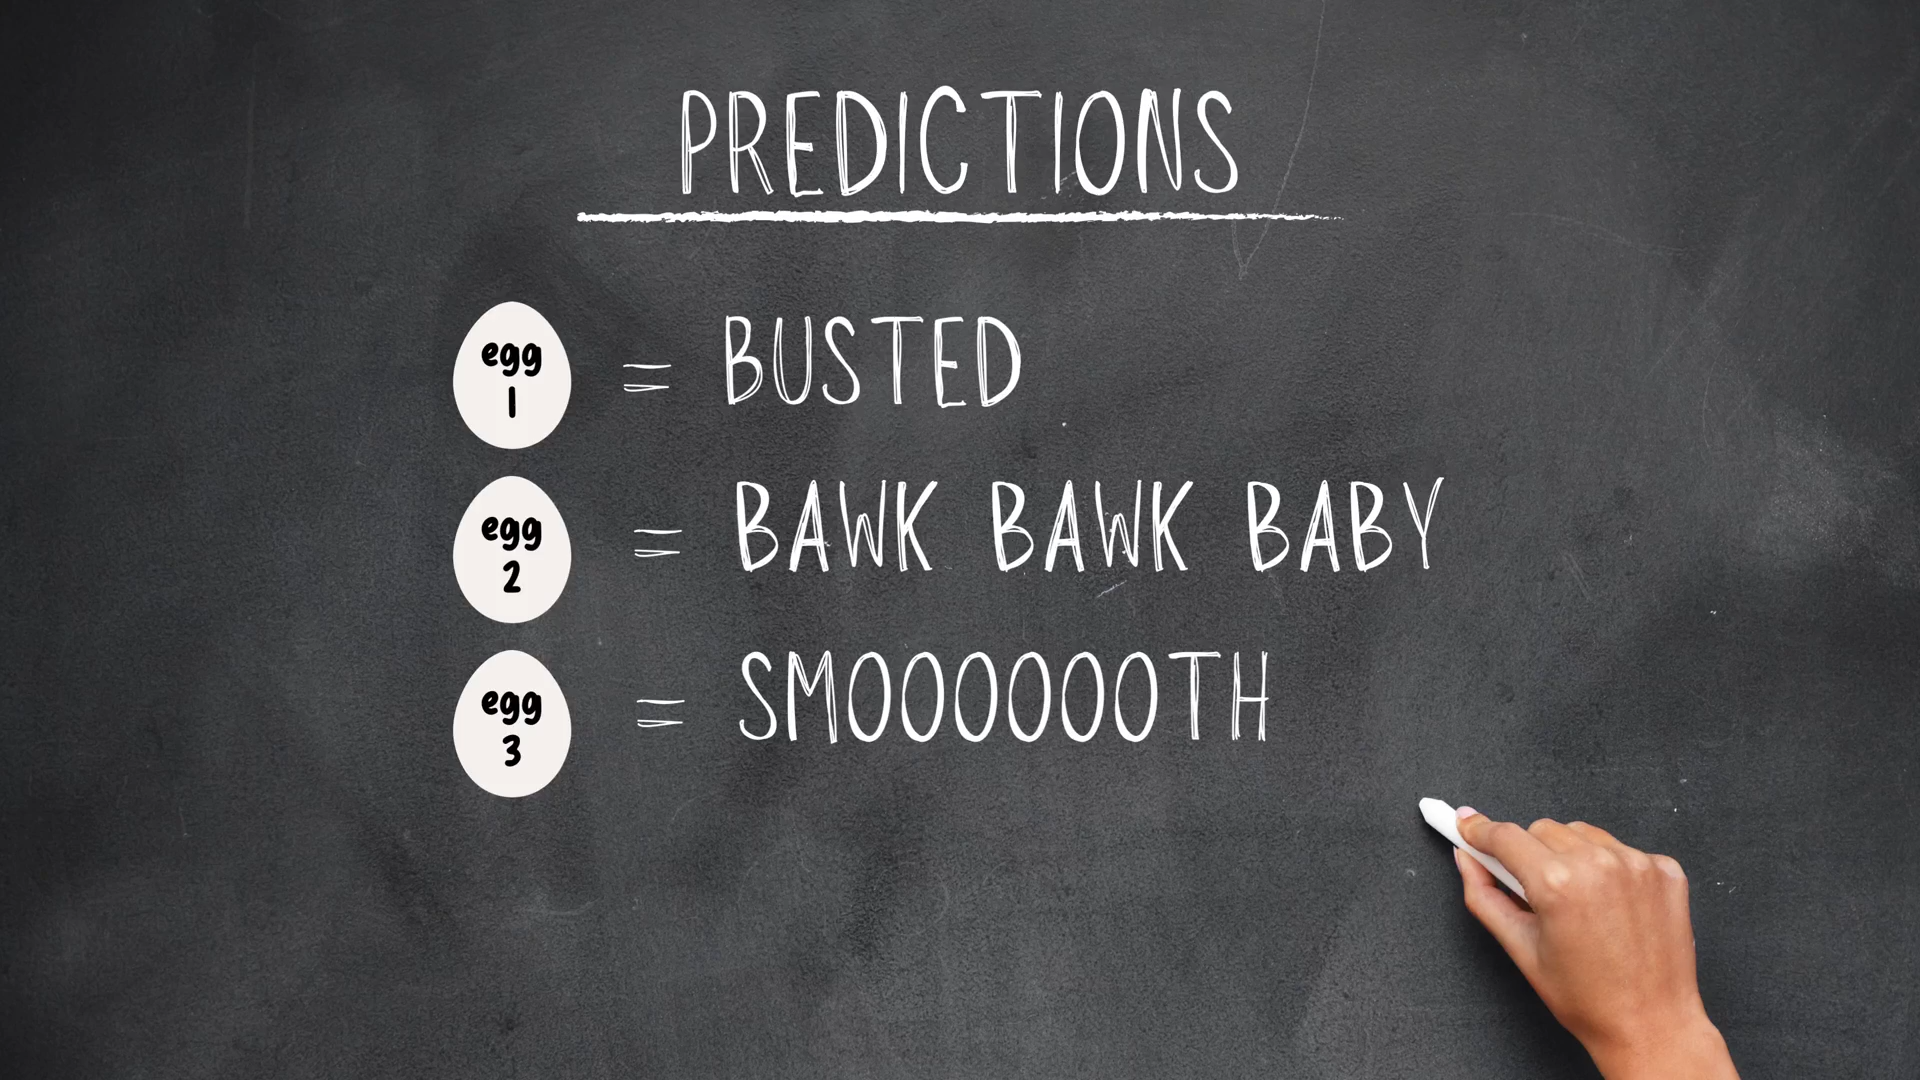 PREDICTIONS
egg
1
= BUSTED
egg
2
= BAWK BAWK BABY
egg
3
= SMOOOOOOTH